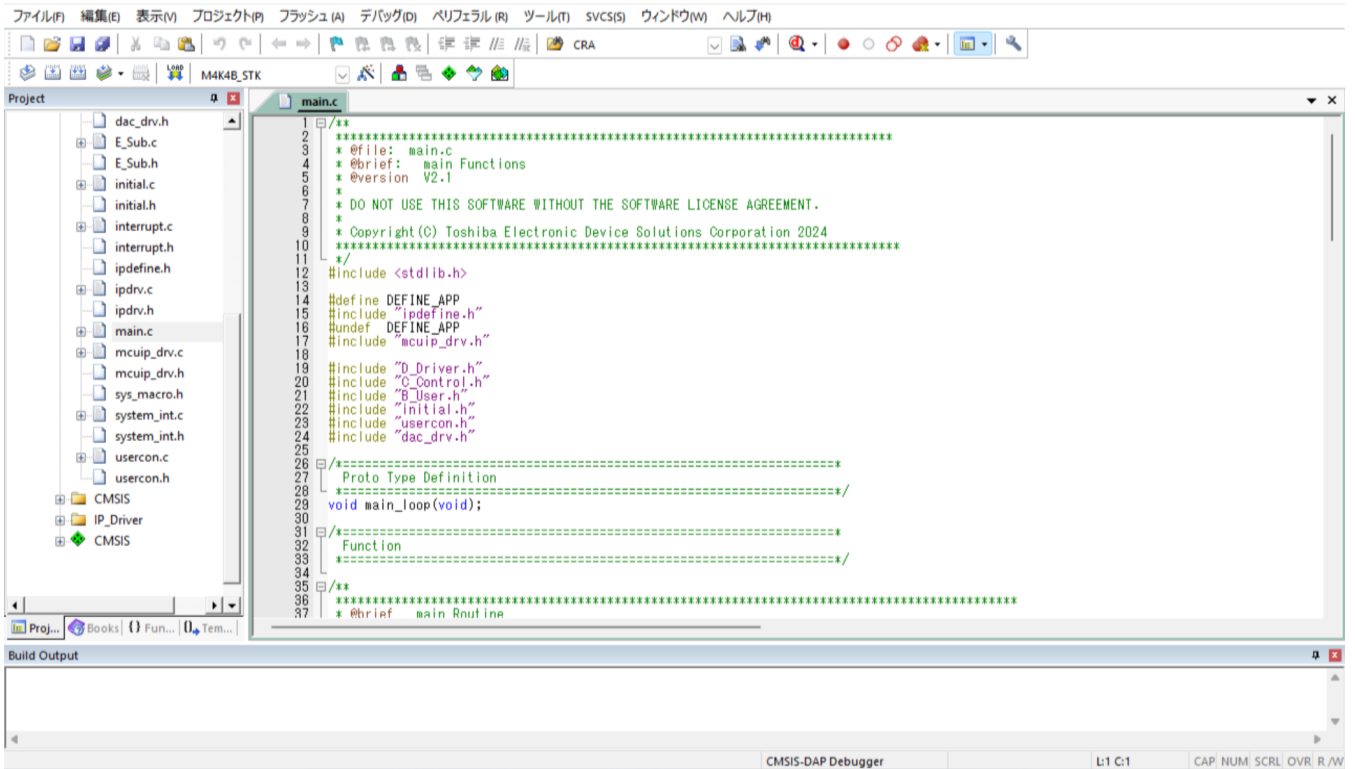 ファイル(F) 編集(E) 表示(V) プロジェクト(P) フラッシュ (A) デバッグ(D) ペリフェラル (R) ツール(T) SVCS(S) ウィンドウ(W) ヘルプ(H)
CRA
LOAD M4K4B_STK
Project
dac_drv.h
E_Sub.c
E_Sub.h
initial.c
initial.h
interrupt.c
interrupt.h
ipdefine.h
ipdrv.c
ipdrv.h
main.c
mcuip_drv.c
mcuip_drv.h
sys_macro.h
system_int.c
system_int.h
usercon.c
usercon.h
CMSIS
IP_Driver
CMSIS
Proj... Books {} Fun... Tem...
main.c
1 /**
2 ****************************************************************************
3 * @file: main.c
4 * @brief: main Functions
5 * @version V2.1
6 *
7 * DO NOT USE THIS SOFTWARE WITHOUT THE SOFTWARE LICENSE AGREEMENT.
8 *
9 * Copyright(C) Toshiba Electronic Device Solutions Corporation 2024
10 *****************************************************************************
11 */
12 #include <stdlib.h>
13
14 #define DEFINE_APP
15 #include "ipdefine.h"
16 #undef DEFINE_APP
17 #include "mcuip_drv.h"
18
19 #include "D_Driver.h"
20 #include "C_Control.h"
21 #include "B_User.h"
22 #include "initial.h"
23 #include "usercon.h"
24 #include "dac_drv.h"
25
26 /*===================================================================*
27 Proto Type Definition
28 *===================================================================*/
29 void main_loop(void);
30
31 /*===================================================================*
32 Function
33 *===================================================================*/
34
35 /**
36 *********************************************************************************************
37 * @brief main Routine
Build Output
CMSIS-DAP Debugger L:1 C:1 CAP NUM SCRL OVR R/W